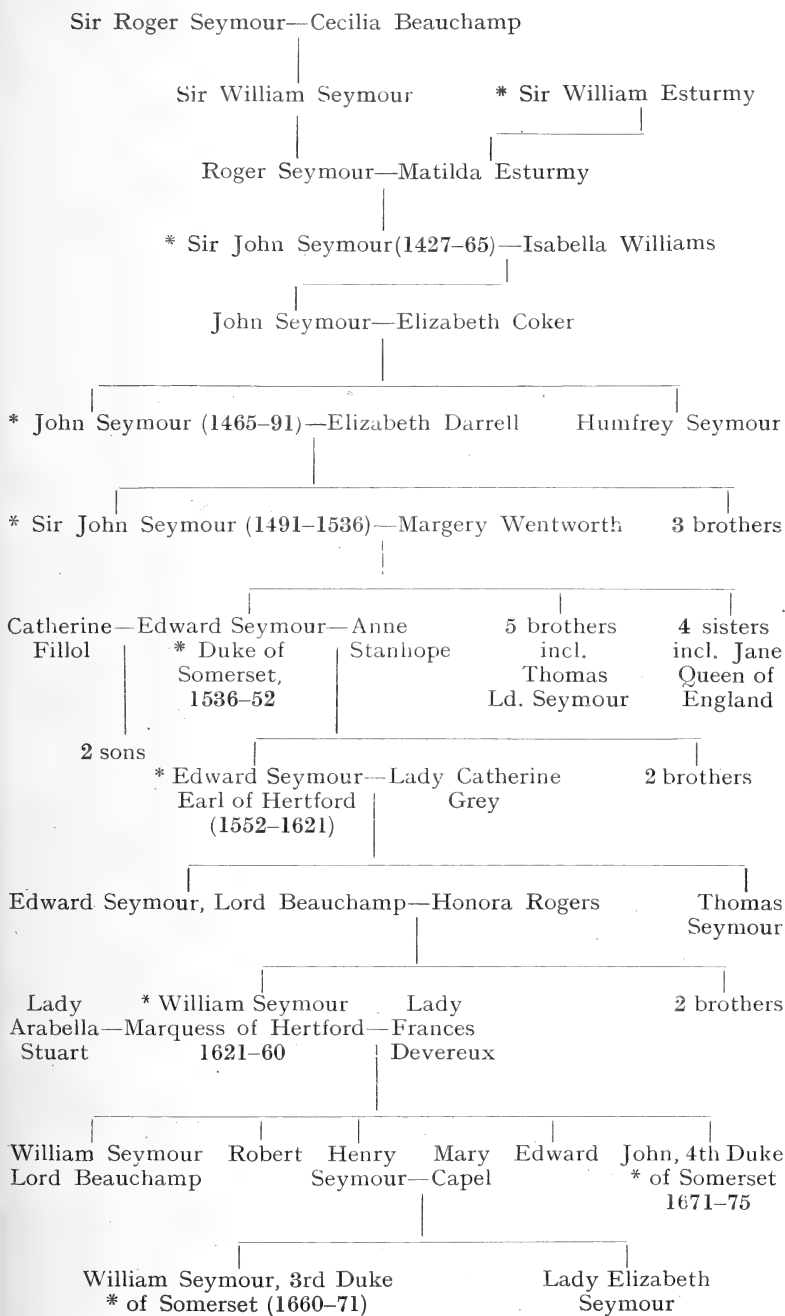 Sir Roger Seymour—Cecilia Beauchamp
Sir William Seymour * Sir William Esturmy
Roger Seymour—Matilda Esturmy
* Sir John Seymour(1427–65)—Isabella Williams
John Seymour—Elizabeth Coker
* John Seymour (1465–91)—Elizabeth Darrell Humfrey Seymour
* Sir John Seymour (1491–1536)—Margery Wentworth 3 brothers
Catherine—Edward Seymour—Anne 5 brothers 4 sisters
Fillol * Duke of Stanhope incl. incl. Jane
Somerset, Thomas Queen of
1536–52 Ld. Seymour England
2 sons
* Edward Seymour—Lady Catherine 2 brothers
Earl of Hertford Grey
(1552–1621)
Edward Seymour, Lord Beauchamp—Honora Rogers Thomas
Seymour
Lady * William Seymour Lady 2 brothers
Arabella—Marquess of Hertford—Frances
Stuart 1621–60 Devereux
William Seymour Robert Henry Mary Edward John, 4th Duke
Lord Beauchamp Seymour—Capel * of Somerset
1671–75
William Seymour, 3rd Duke Lady Elizabeth
* of Somerset (1660–71) Seymour